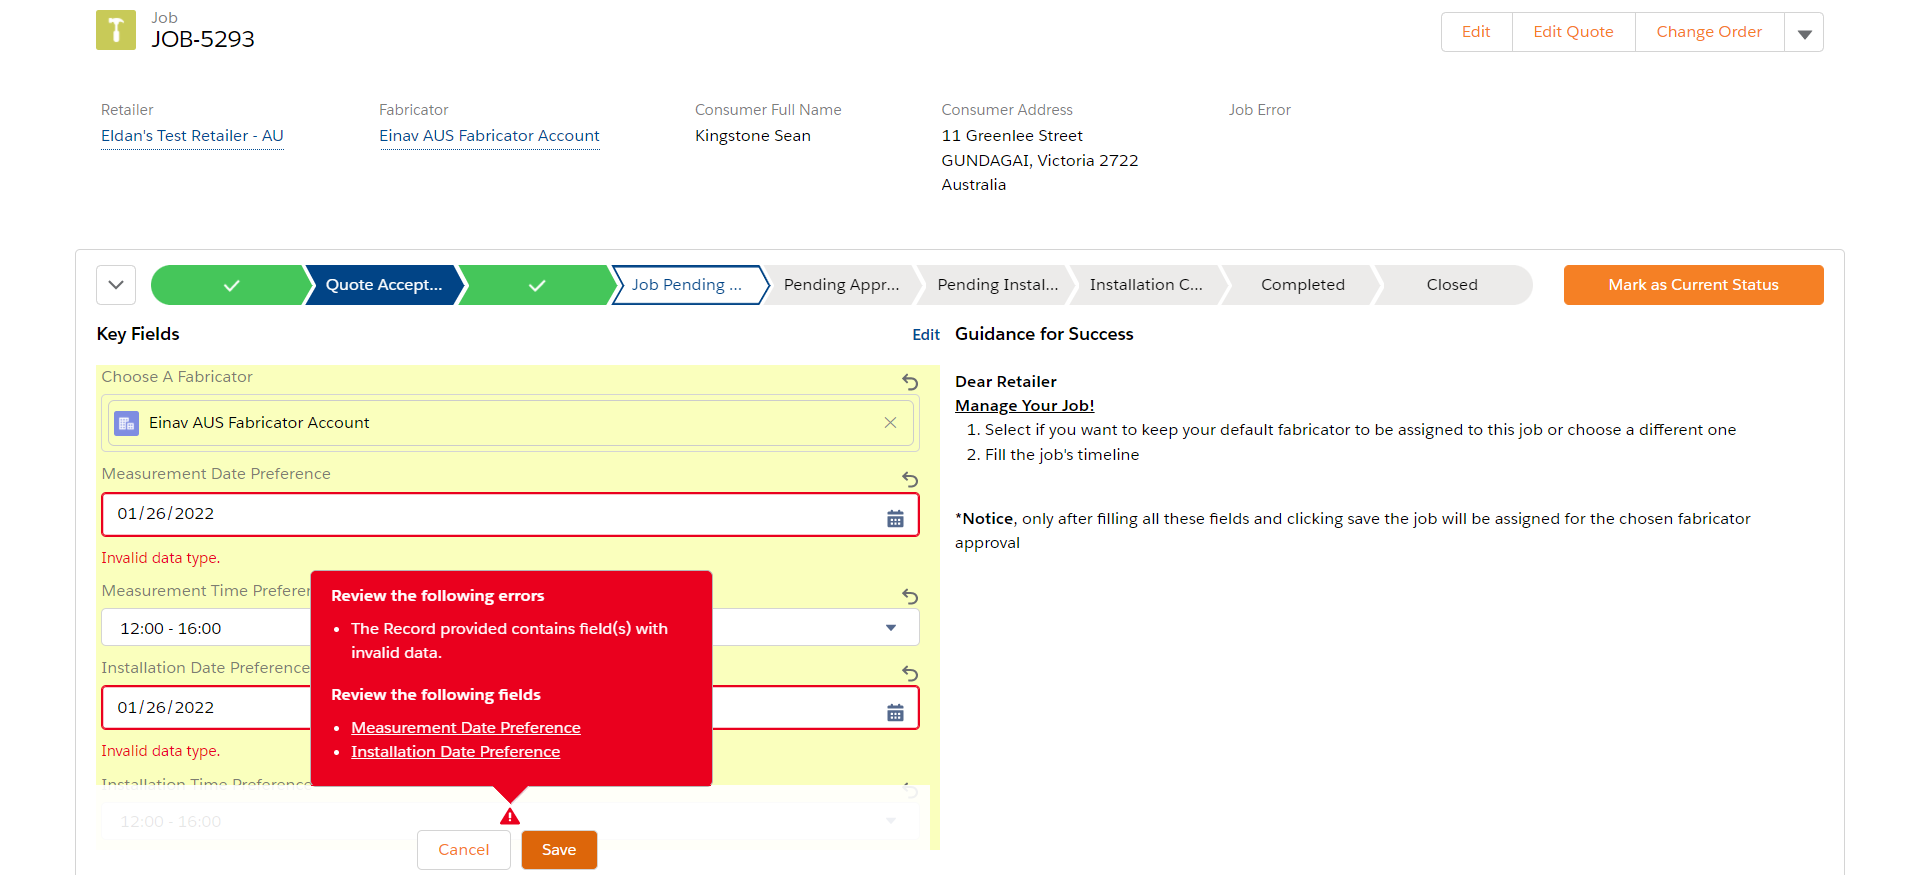 Job
JOB-5293
Edit
Edit Quote
Change Order
Retailer
Fabricator
Consumer Full Name
Consumer Address
Job Error
Eldan's Test Retailer - AU
Einav AUS Fabricator Account
Kingstone Sean
11 Greenlee Street
GUNDAGAI, Victoria 2722
Australia
Quote Accept...
Job Pending ...
Pending Appr...
Pending Instal...
Installation C...
Completed
Closed
Mark as Current Status
Key Fields
Edit
Choose A Fabricator
Einav AUS Fabricator Account
Measurement Date Preference
01/26/2022
Invalid data type.
Measurement Time Preferen
12:00 - 16:00
Installation Date Preference
01/26/2022
Invalid data type.
Installation Time Preference
12:00 - 16:00
Review the following errors
• The Record provided contains field(s) with
invalid data.
Review the following fields
• Measurement Date Preference
• Installation Date Preference
Cancel
Save
Guidance for Success
Dear Retailer
Manage Your Job!
1. Select if you want to keep your default fabricator to be assigned to this job or choose a different one
2. Fill the job's timeline
*Notice, only after filling all these fields and clicking save the job will be assigned for the chosen fabricator
approval